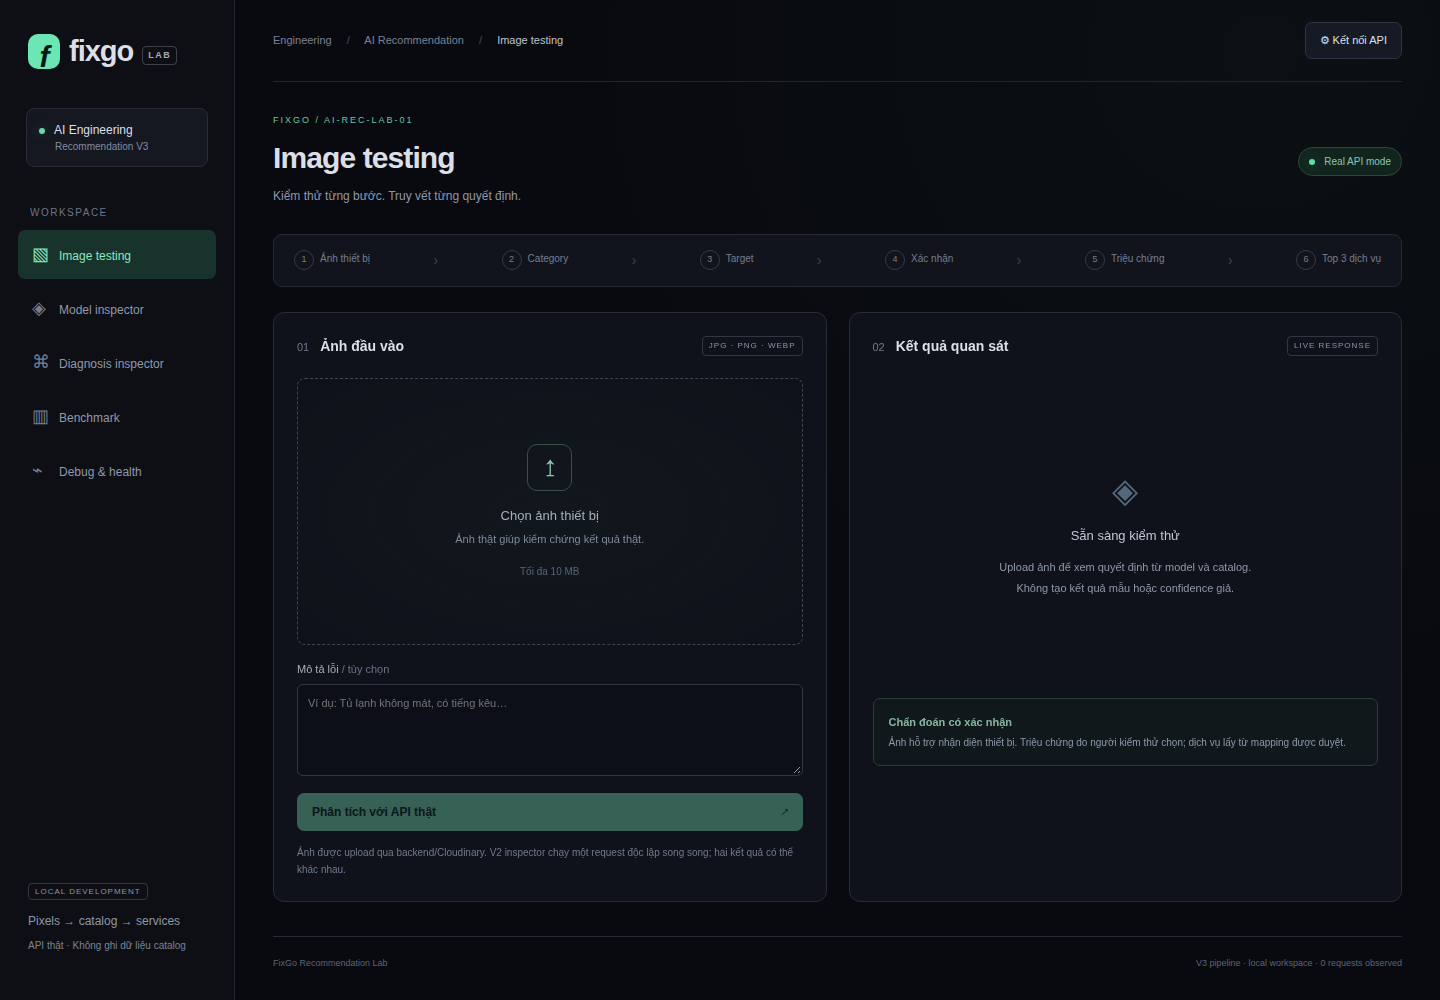 fixgo LAB
AI Engineering
Recommendation V3
WORKSPACE
Image testing
Model inspector
Diagnosis inspector
Benchmark
Debug & health
LOCAL DEVELOPMENT
Pixels → catalog → services
API thật · Không ghi dữ liệu catalog
Engineering / AI Recommendation / Image testing
⚙ Kết nối API
FIXGO / AI-REC-LAB-01
Image testing
Real API mode
Kiểm thử từng bước. Truy vết từng quyết định.
1 Ảnh thiết bị › 2 Category › 3 Target › 4 Xác nhận › 5 Triệu chứng › 6 Top 3 dịch vụ
01 Ảnh đầu vào JPG · PNG · WEBP
Chọn ảnh thiết bị
Ảnh thật giúp kiểm chứng kết quả thật.
Tối đa 10 MB
Mô tả lỗi / tùy chọn
Ví dụ: Tủ lạnh không mát, có tiếng kêu…
Phân tích với API thật ↗
Ảnh được upload qua backend/Cloudinary. V2 inspector chạy một request độc lập song song; hai kết quả có thể
khác nhau.
02 Kết quả quan sát LIVE RESPONSE
Sẵn sàng kiểm thử
Upload ảnh để xem quyết định từ model và catalog.
Không tạo kết quả mẫu hoặc confidence giả.
Chẩn đoán có xác nhận
Ảnh hỗ trợ nhận diện thiết bị. Triệu chứng do người kiểm thử chọn; dịch vụ lấy từ mapping được duyệt.
FixGo Recommendation Lab
V3 pipeline · local workspace · 0 requests observed